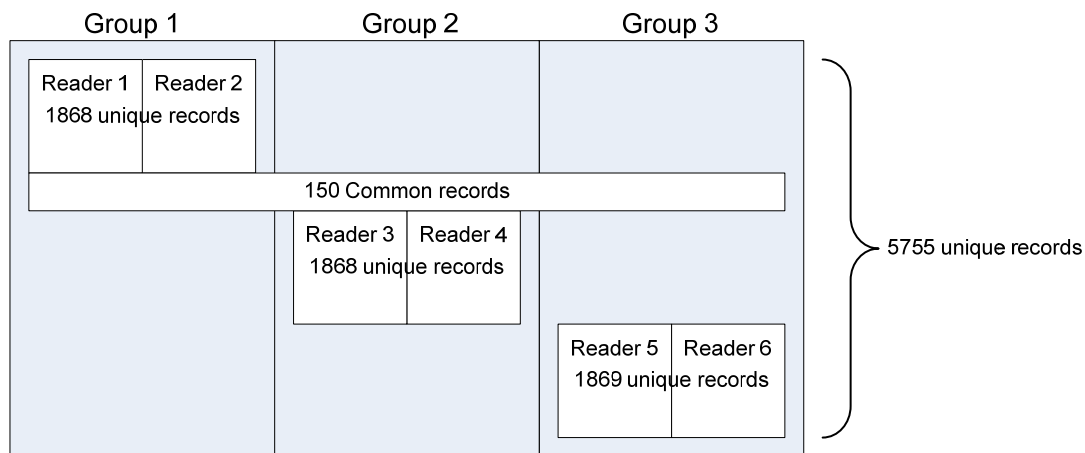 Group 1
Group 2
Group 3
Reader 1
Reader 2
1868 unique records
150 Common records
Reader 3
Reader 4
1868 unique records
5755 unique records
Reader 5
Reader 6
1869 unique records